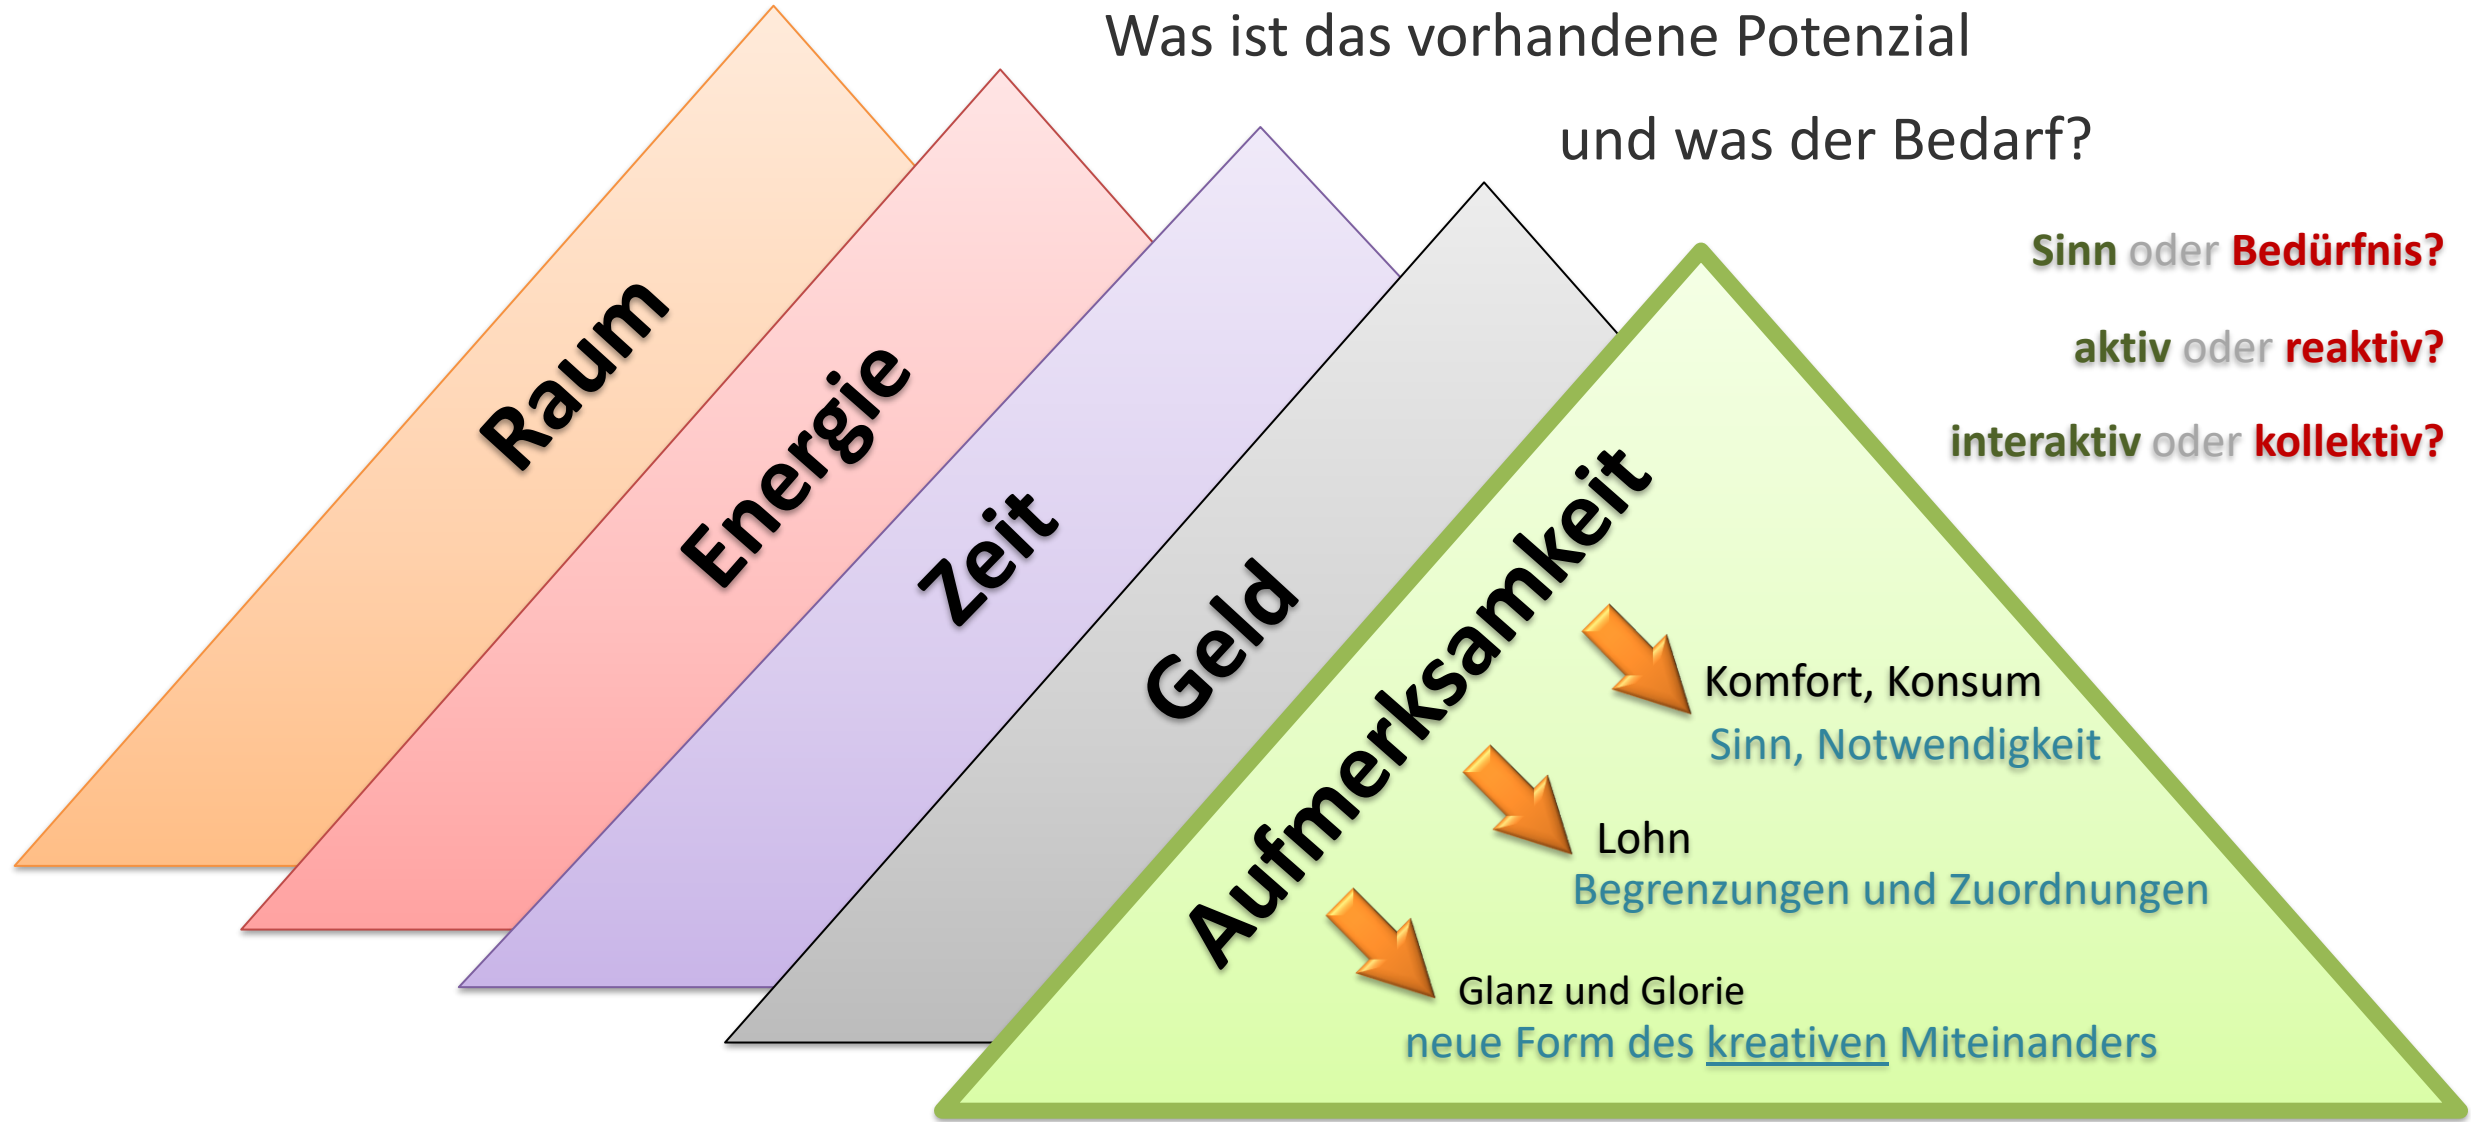 Was ist das vorhandene Potenzial
und was der Bedarf?
Sinn oder Bedürfnis?
aktiv oder reaktiv?
interaktiv oder kollektiv?
Raum
Energie
Zeit
Geld
Aufmerksamkeit
Komfort, Konsum
Sinn, Notwendigkeit
Lohn
Begrenzungen und Zuordnungen
Glanz und Glorie
neue Form des kreativen Miteinanders